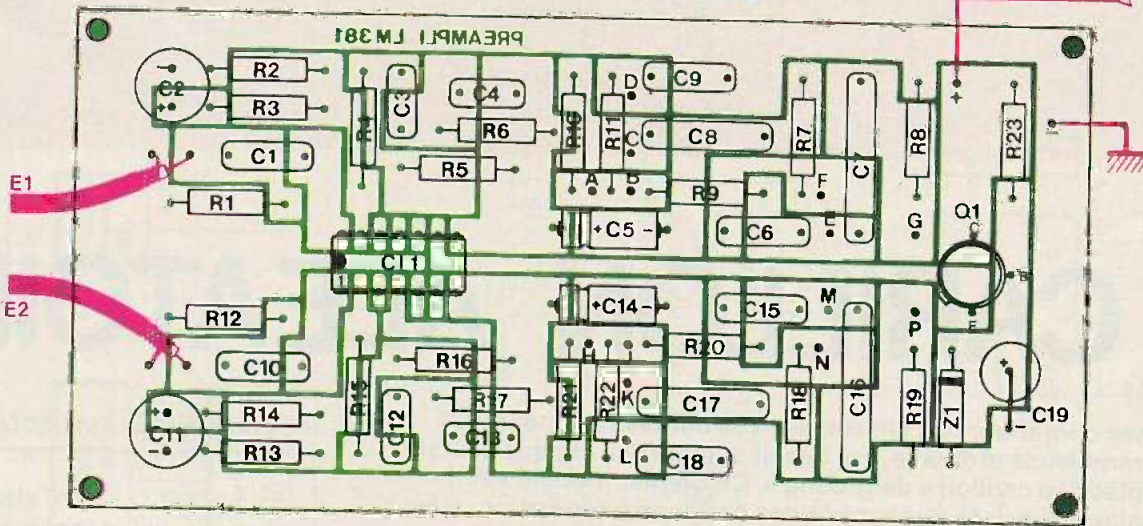 PREAMPLI LM381
C2 R2 R3 C1 R1 R4 C3 C4 R6 R5 R10 R11 D C A B C9 C8 R9 C5 + - R7 F E C6 C7 R8 G Q1 C B E R23 +
E1
CI1 1
E2
R12 C10 C11 + - R14 R13 R15 C12 R16 R17 C13 C14 + - H R21 R22 K L R20 C15 M N C17 C18 R18 C16 P R19 Z1 C19 -